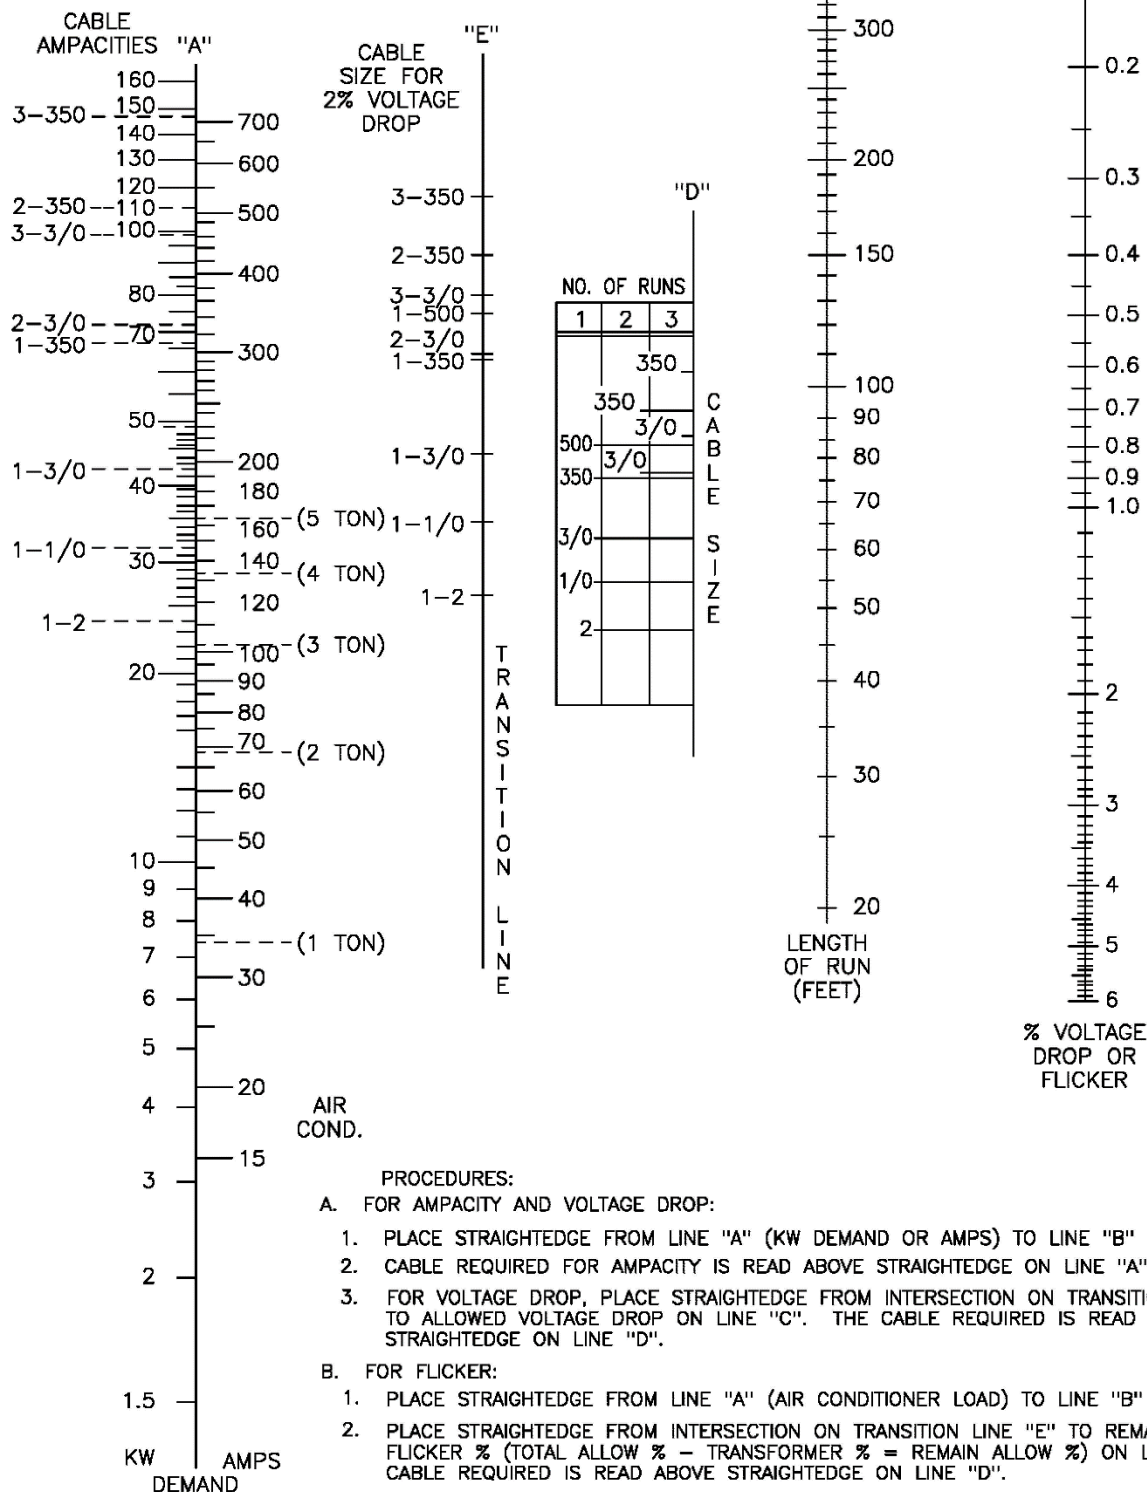 CABLE
AMPACITIES "A"
160
3-350
150
140
700
130
600
120
2-350
110
500
3-3/0
100
400
80
2-3/0
70
1-350
300
50
200
1-3/0
40
180
(5 TON)
160
1-1/0
30
140
(4 TON)
120
1-2
100
(3 TON)
20
90
80
70
(2 TON)
60
50
10
9
40
8
(1 TON)
7
30
6
5
20
4
AIR
COND.
15
3
2
1.5
KW AMPS
DEMAND
"E"
CABLE
SIZE FOR
2% VOLTAGE
DROP
3-350
2-350
3-3/0
1-500
2-3/0
1-350
1-3/0
1-1/0
1-2
TRANSITION LINE
"D"
NO. OF RUNS
1 2 3
350
350
3/0
500
3/0
350
3/0
1/0
2
CABLE SIZE
300
200
150
100
90
80
70
60
50
40
30
20
LENGTH
OF RUN
(FEET)
0.2
0.3
0.4
0.5
0.6
0.7
0.8
0.9
1.0
2
3
4
5
6
% VOLTAGE
DROP OR
FLICKER
PROCEDURES:
A. FOR AMPACITY AND VOLTAGE DROP:
1. PLACE STRAIGHTEDGE FROM LINE "A" (KW DEMAND OR AMPS) TO LINE "B"
2. CABLE REQUIRED FOR AMPACITY IS READ ABOVE STRAIGHTEDGE ON LINE "A"
3. FOR VOLTAGE DROP, PLACE STRAIGHTEDGE FROM INTERSECTION ON TRANSITI
TO ALLOWED VOLTAGE DROP ON LINE "C". THE CABLE REQUIRED IS READ
STRAIGHTEDGE ON LINE "D".
B. FOR FLICKER:
1. PLACE STRAIGHTEDGE FROM LINE "A" (AIR CONDITIONER LOAD) TO LINE "B"
2. PLACE STRAIGHTEDGE FROM INTERSECTION ON TRANSITION LINE "E" TO REMA
FLICKER % (TOTAL ALLOW % - TRANSFORMER % = REMAIN ALLOW %) ON L
CABLE REQUIRED IS READ ABOVE STRAIGHTEDGE ON LINE "D".